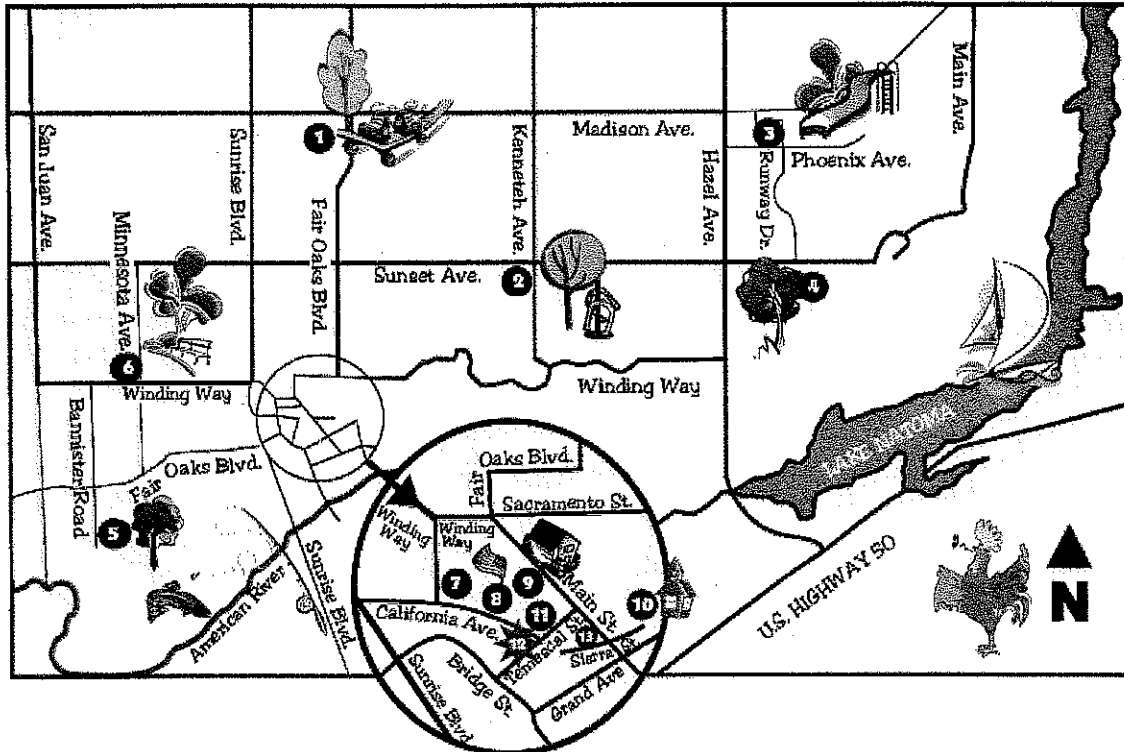 San Juan Ave.
Sunrise Blvd.
Minnesota Ave.
1
Fair Oaks Blvd.
Kenneteh Ave.
Madison Ave.
Hazel Ave.
3
Runway Dr.
Phoenix Ave.
Main Ave.
Sunset Ave.
2
4
6
Winding Way
Winding Way
Bannister Road
Fair
Oaks Blvd.
5
American River
Sunrise Blvd.
LAKE NATOMA
U.S. HIGHWAY 50
N
Fair
Oaks Blvd.
Sacramento St.
Winding
Way
Winding
Way
7
8
9
10
11
13
Main St.
California Ave.
Temescal St.
Sierra St.
Bridge St.
Grand Ave
Sunrise Blvd